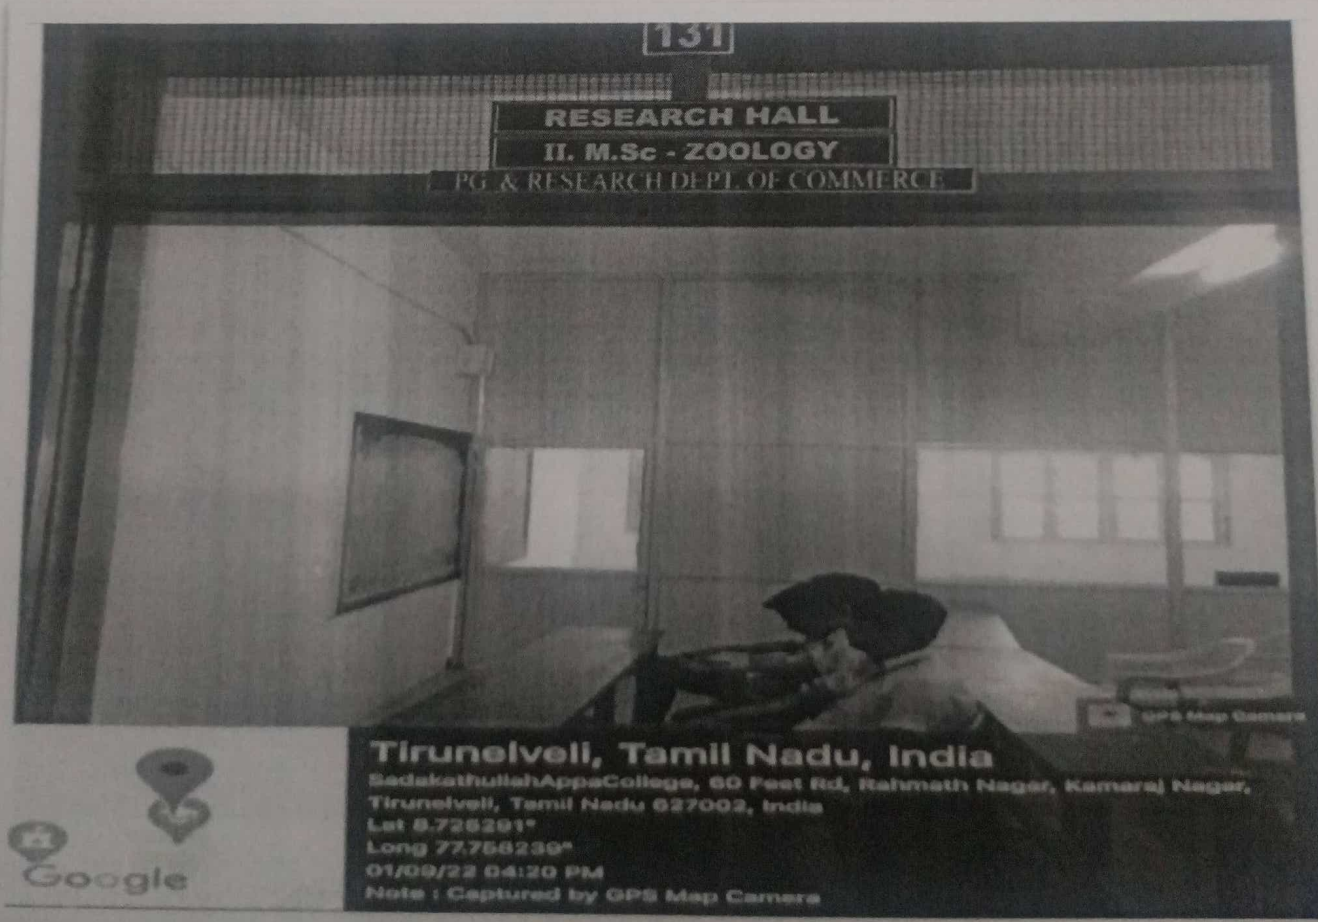 131
RESEARCH HALL
II. M.Sc - ZOOLOGY
PG & RESEARCH DEPT. OF COMMERCE
GPS Map Camera
Tirunelveli, Tamil Nadu, India
SadakathullahAppaCollege, 60 Feet Rd, Rahmath Nagar, Kamaraj Nagar,
Tirunelveli, Tamil Nadu 627002, India
Lat 8.726291°
Long 77.758239°
01/09/22 04:20 PM
Note : Captured by GPS Map Camera
Google